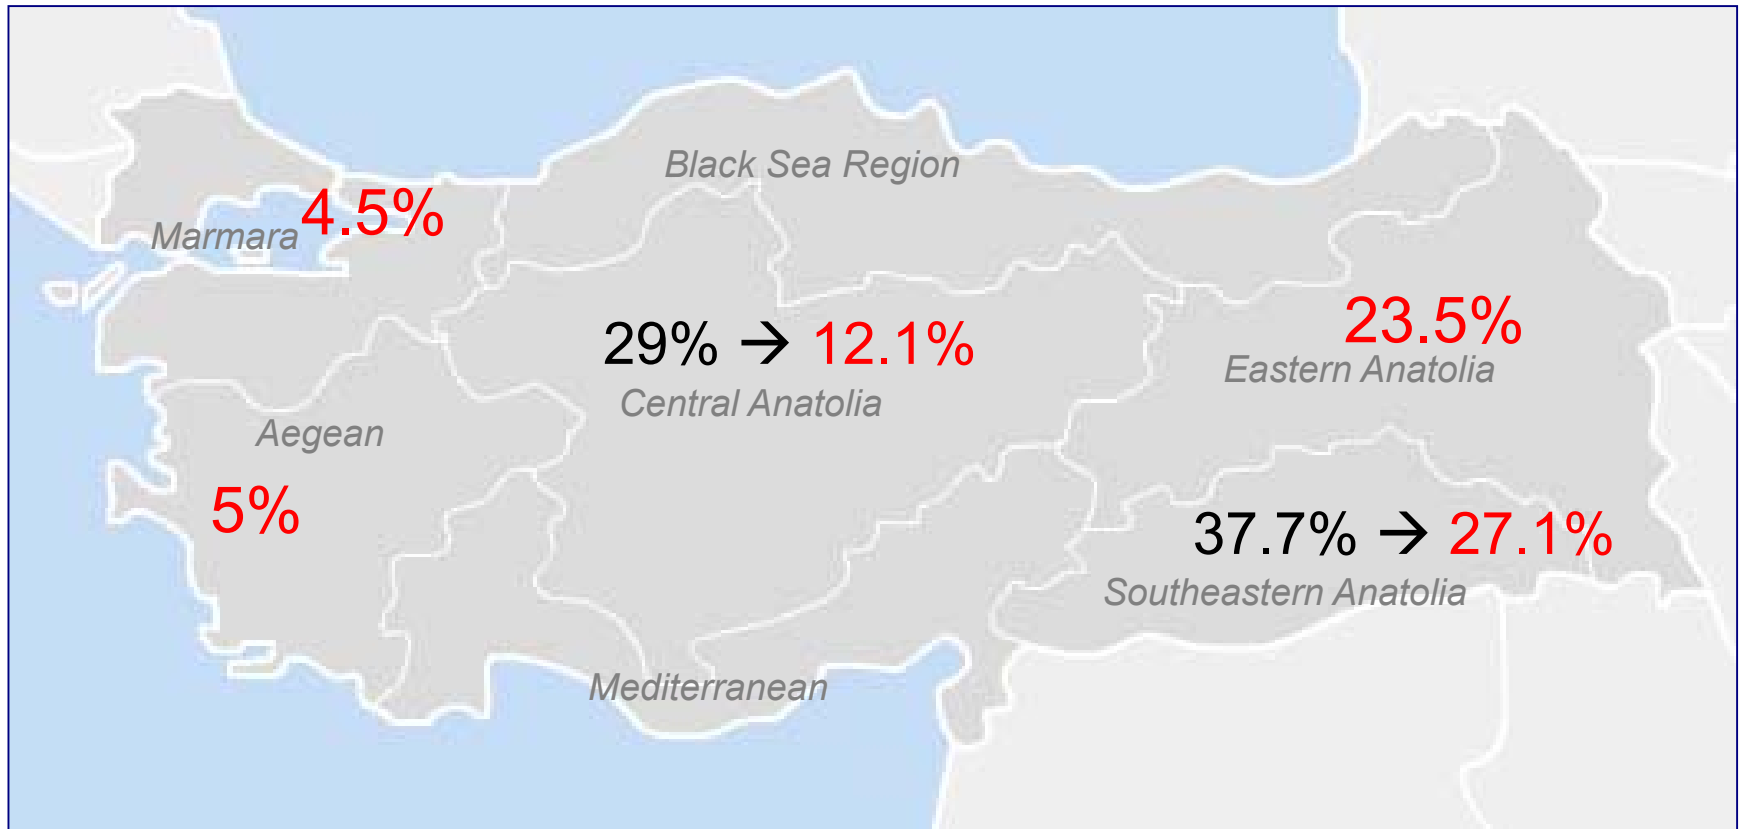 Black Sea Region
4.5%
Marmara
23.5%
29% → 12.1%
Eastern Anatolia
Central Anatolia
Aegean
5%
37.7% → 27.1%
Southeastern Anatolia
Mediterranean